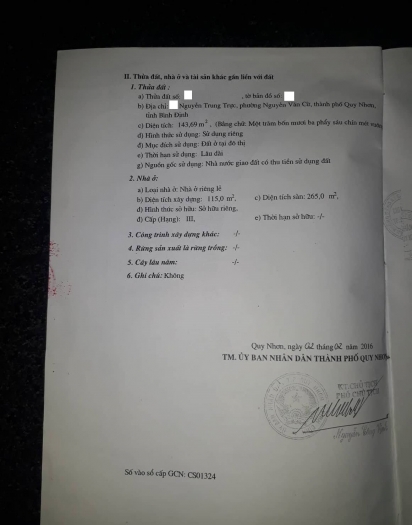 II. Thửa đất, nhà ở và tài sản khác gắn liền với đất
1. Thửa đất :
a) Thửa đất số: , tờ bản đồ số:
b) Địa chỉ: Nguyễn Trung Trực, phường Nguyễn Văn Cừ, thành phố Quy Nhơn,
tỉnh Bình Định
c) Diện tích: 143,69 m², (Bằng chữ: Một trăm bốn mươi ba phẩy sáu chín mét vuông
d) Hình thức sử dụng: Sử dụng riêng
đ) Mục đích sử dụng: Đất ở tại đô thị
e) Thời hạn sử dụng: Lâu dài
g) Nguồn gốc sử dụng: Nhà nước giao đất có thu tiền sử dụng đất
2. Nhà ở:
a) Loại nhà ở: Nhà ở riêng lẻ
b) Diện tích xây dựng: 115,0 m², c) Diện tích sàn: 265,0 m²,
d) Hình thức sở hữu: Sở hữu riêng,
đ) Cấp (Hạng): III, e) Thời hạn sở hữu: -/-
3. Công trình xây dựng khác: -/-
4. Rừng sản xuất là rừng trồng: -/-
5. Cây lâu năm: -/-
6. Ghi chú: Không
Quy Nhơn, ngày 02 tháng 02 năm 2016
TM. ỦY BAN NHÂN DÂN THÀNH PHỐ QUY NHƠN
KT. CHỦ TỊCH
PHÓ CHỦ TỊCH
Nguyễn
Số vào sổ cấp GCN: CS01324